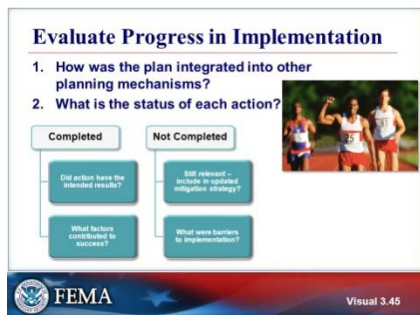 Evaluate Progress in Implementation
1. How was the plan integrated into other
planning mechanisms?
2. What is the status of each action?
Completed
Did action have the
intended results?
What factors
contributed to
success?
Not Completed
Still relevant –
include in updated
mitigation strategy?
What were barriers
to implementation?
25
FEMA
Visual 3.45